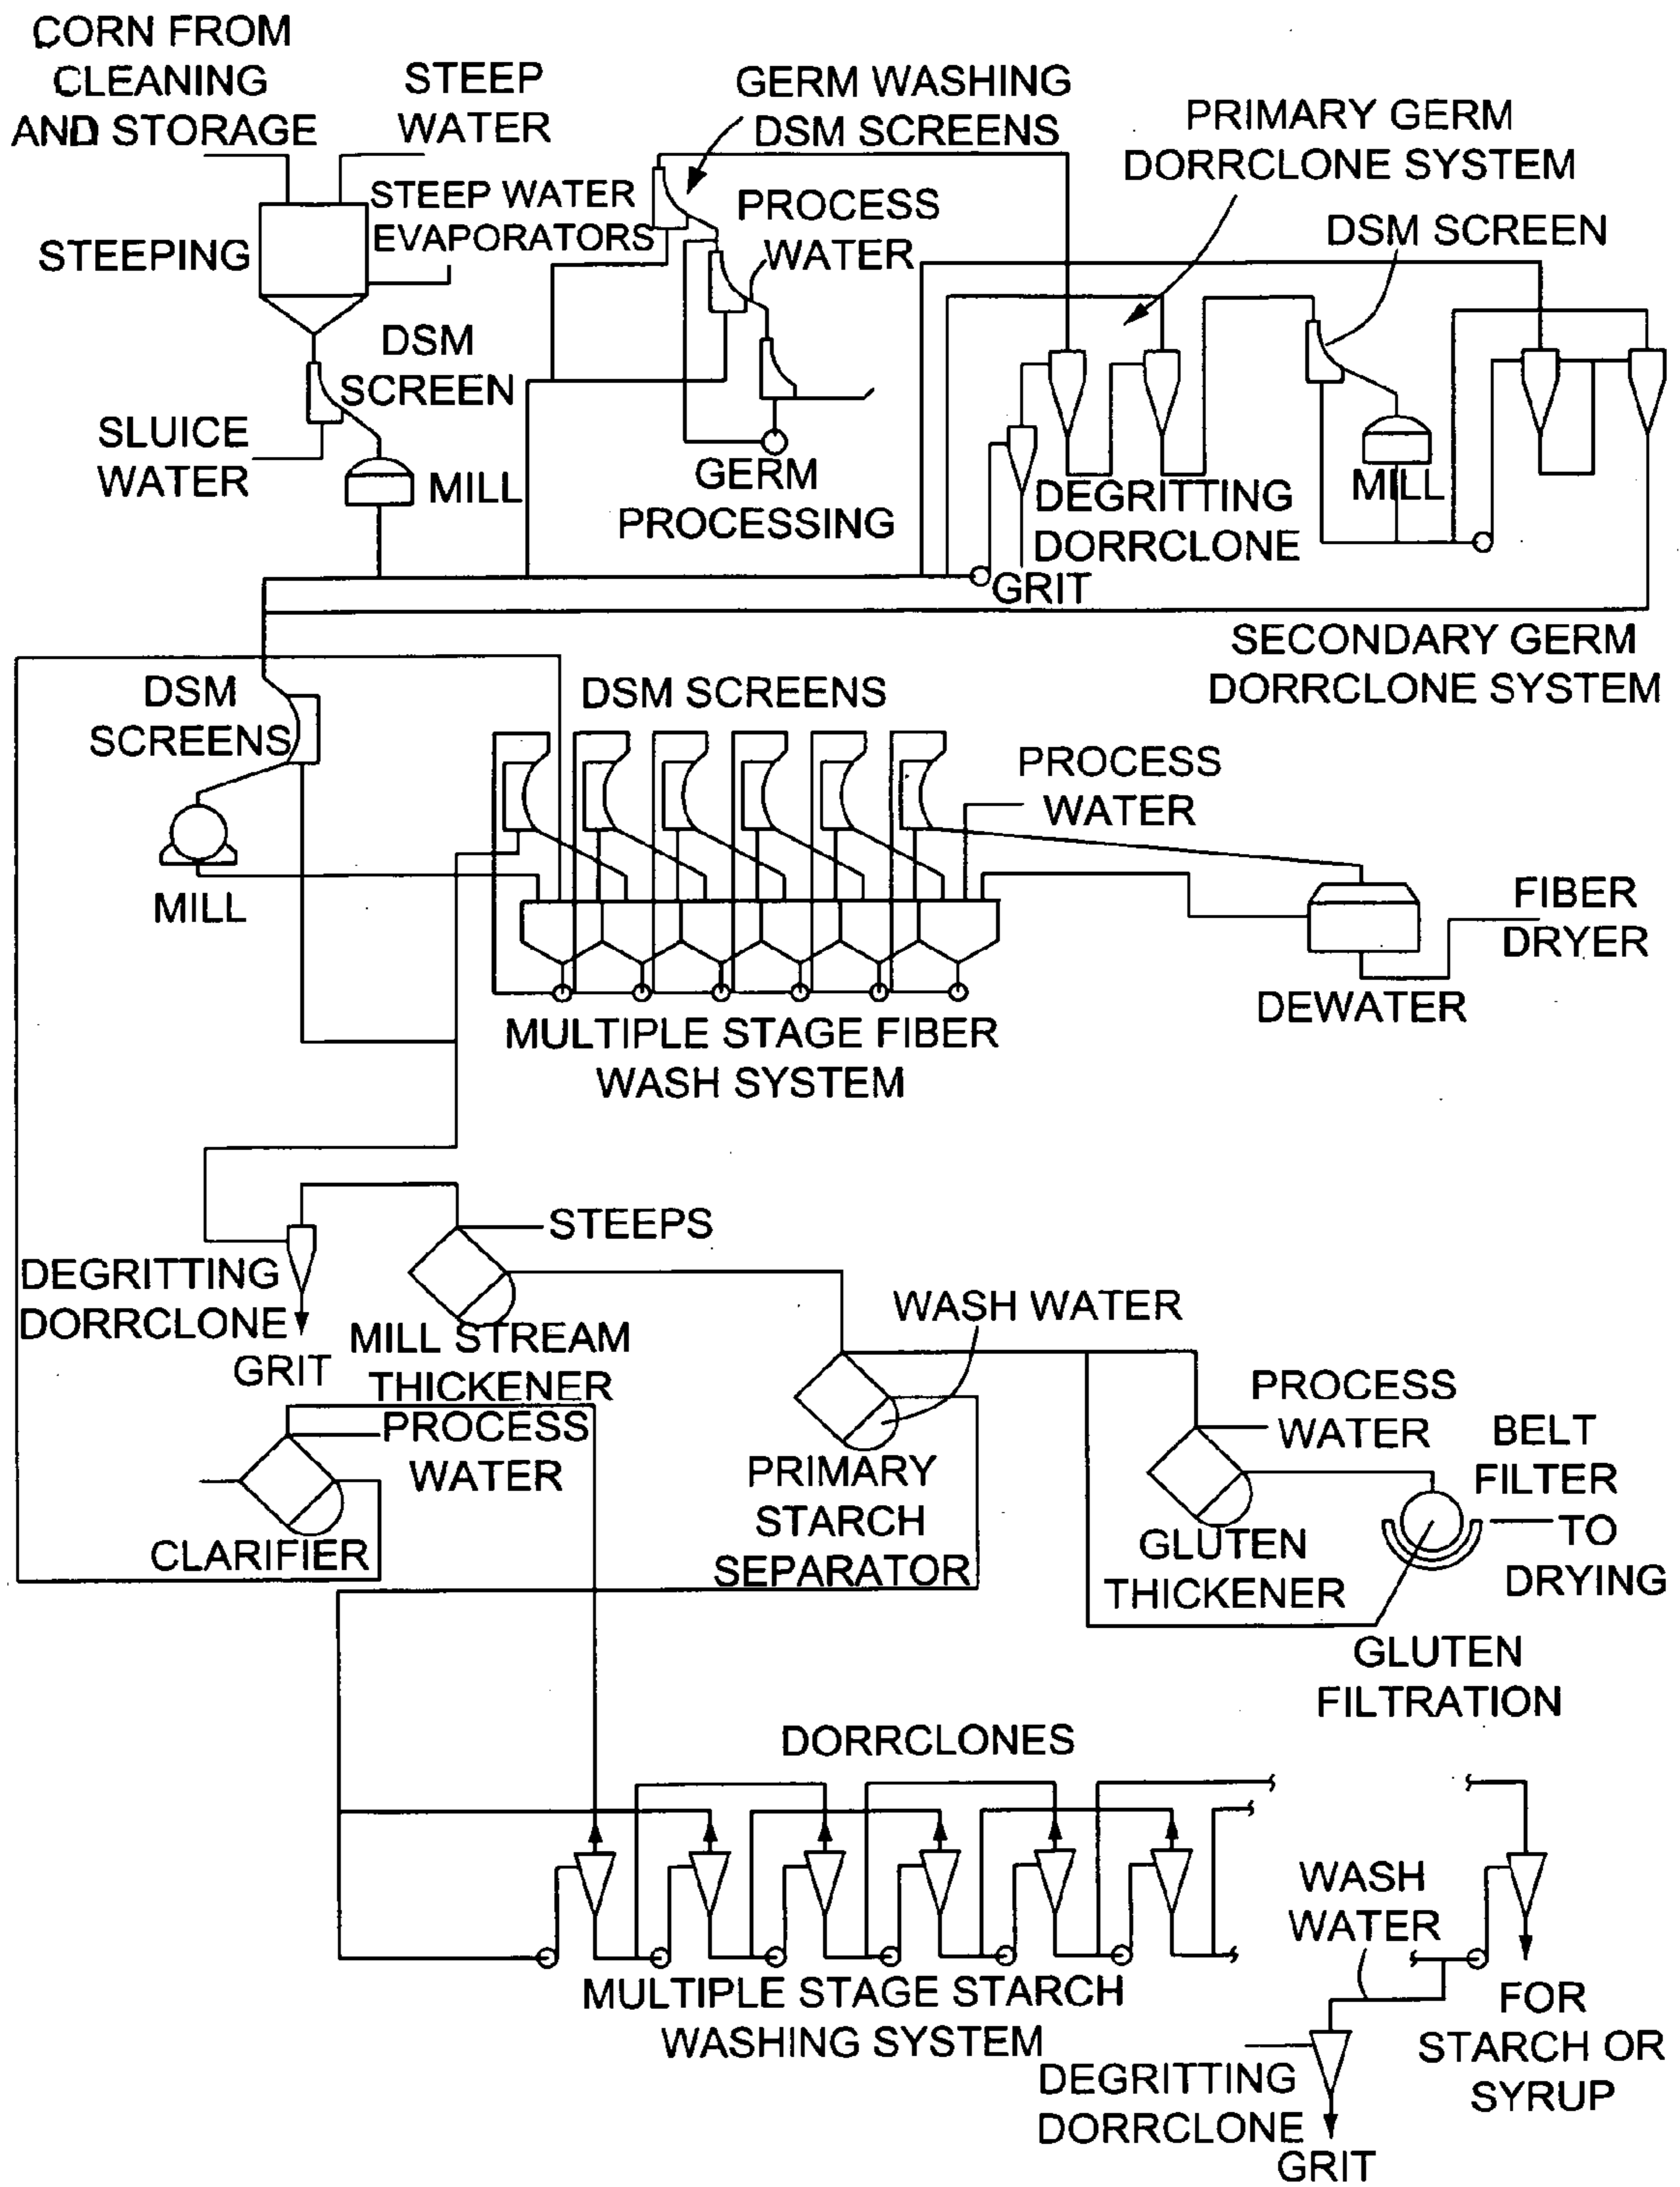 CORN FROM
CLEANING
AND STORAGE
STEEP
WATER
GERM WASHING
DSM SCREENS
PRIMARY GERM
DORRCLONE SYSTEM
STEEP WATER
EVAPORATORS
PROCESS
WATER
DSM SCREEN
STEEPING
DSM
SCREEN
SLUICE
WATER
MILL
GERM
PROCESSING
DEGRITTING
DORRCLONE
MILL
GRIT
SECONDARY GERM
DORRCLONE SYSTEM
DSM
SCREENS
DSM SCREENS
PROCESS
WATER
MILL
FIBER
DRYER
DEWATER
MULTIPLE STAGE FIBER
WASH SYSTEM
STEEPS
DEGRITTING
DORRCLONE
GRIT
MILL STREAM
THICKENER
WASH WATER
PROCESS
WATER
CLARIFIER
PRIMARY
STARCH
SEPARATOR
PROCESS
WATER
BELT
FILTER
TO
DRYING
GLUTEN
THICKENER
GLUTEN
FILTRATION
DORRCLONES
MULTIPLE STAGE STARCH
WASHING SYSTEM
WASH
WATER
FOR
STARCH OR
SYRUP
DEGRITTING
DORRCLONE
GRIT